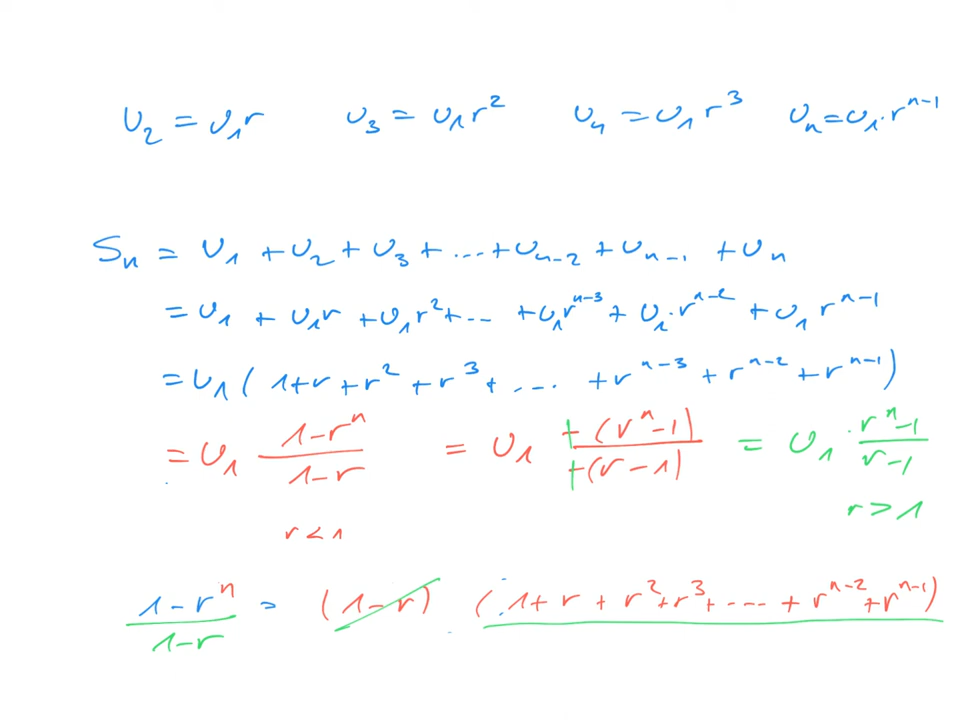 U₂ = U₁r   U₃ = U₁r²   U₄ = U₁r³   Uₙ = U₁·rⁿ⁻¹
Sₙ = U₁ + U₂ + U₃ + ... + Uₙ₋₂ + Uₙ₋₁ + Uₙ
= U₁ + U₁r + U₁r² + ... + U₁rⁿ⁻³ + U₁·rⁿ⁻² + U₁rⁿ⁻¹
= U₁(1+r+r²+r³+....+rⁿ⁻³+rⁿ⁻²+rⁿ⁻¹)
= U₁ (1-rⁿ)/(1-r) = U₁ +(rⁿ-1)/+(r-1) = U₁·(rⁿ-1)/(r-1)
r < 1   r > 1
(1-rⁿ)/(1-r) = (1-r) (1+r+r²+r³+....+rⁿ⁻²+rⁿ⁻¹)